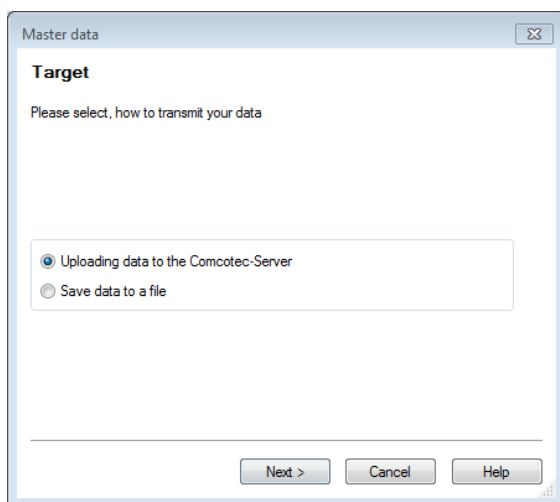 Master data
Target
Please select, how to transmit your data
Uploading data to the Comcotec-Server
Save data to a file
Next > Cancel Help